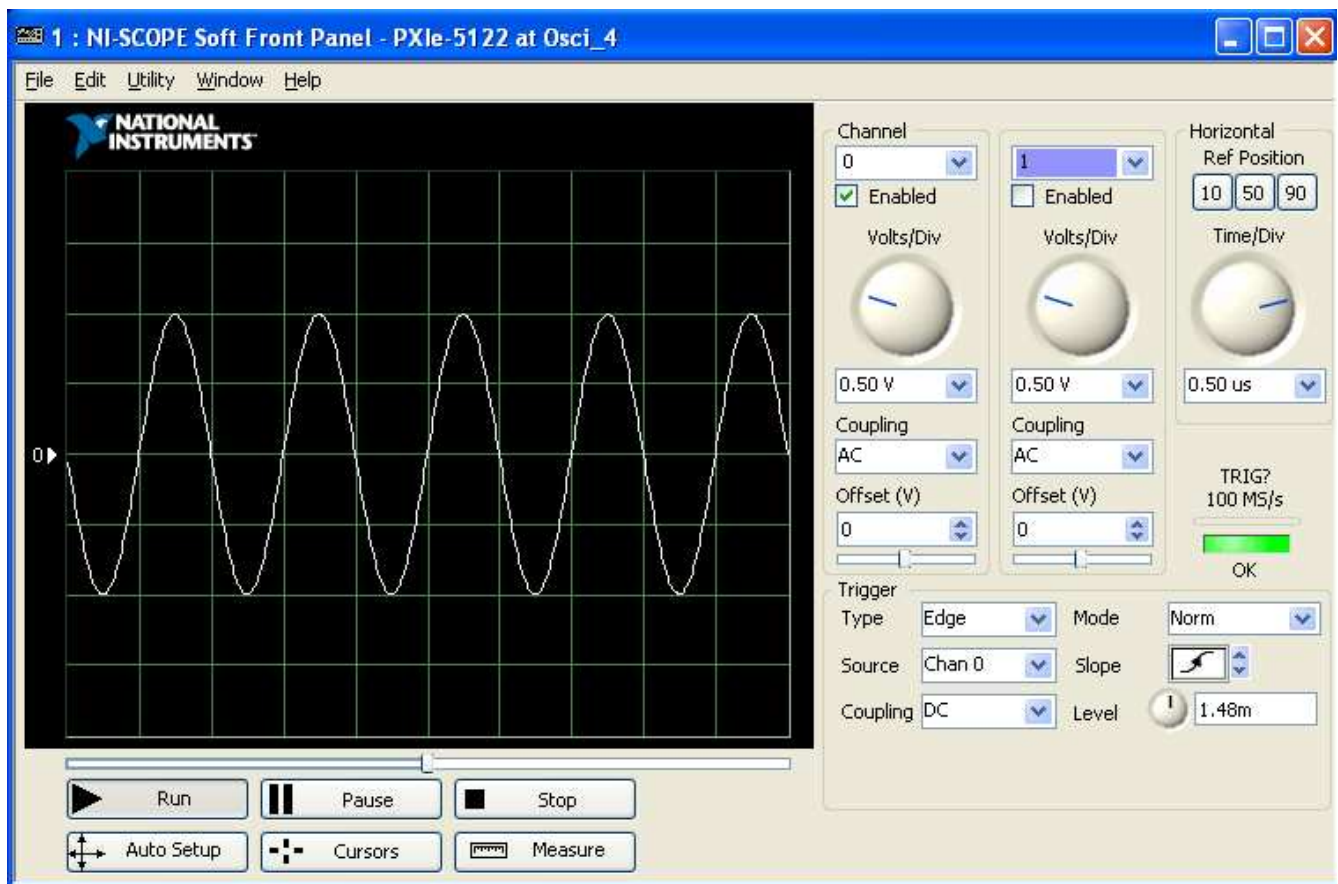 1 : NI-SCOPE Soft Front Panel - PXIe-5122 at Osci_4
File Edit Utility Window Help
NATIONAL
INSTRUMENTS
0
Channel
0
Enabled
Volts/Div
0.50 V
Coupling
AC
Offset (V)
0
1
Enabled
Volts/Div
0.50 V
Coupling
AC
Offset (V)
0
Horizontal
Ref Position
10 50 90
Time/Div
0.50 us
TRIG?
100 MS/s
OK
Trigger
Type Edge Mode Norm
Source Chan 0 Slope
Coupling DC Level 1.48m
Run Pause Stop
Auto Setup Cursors Measure